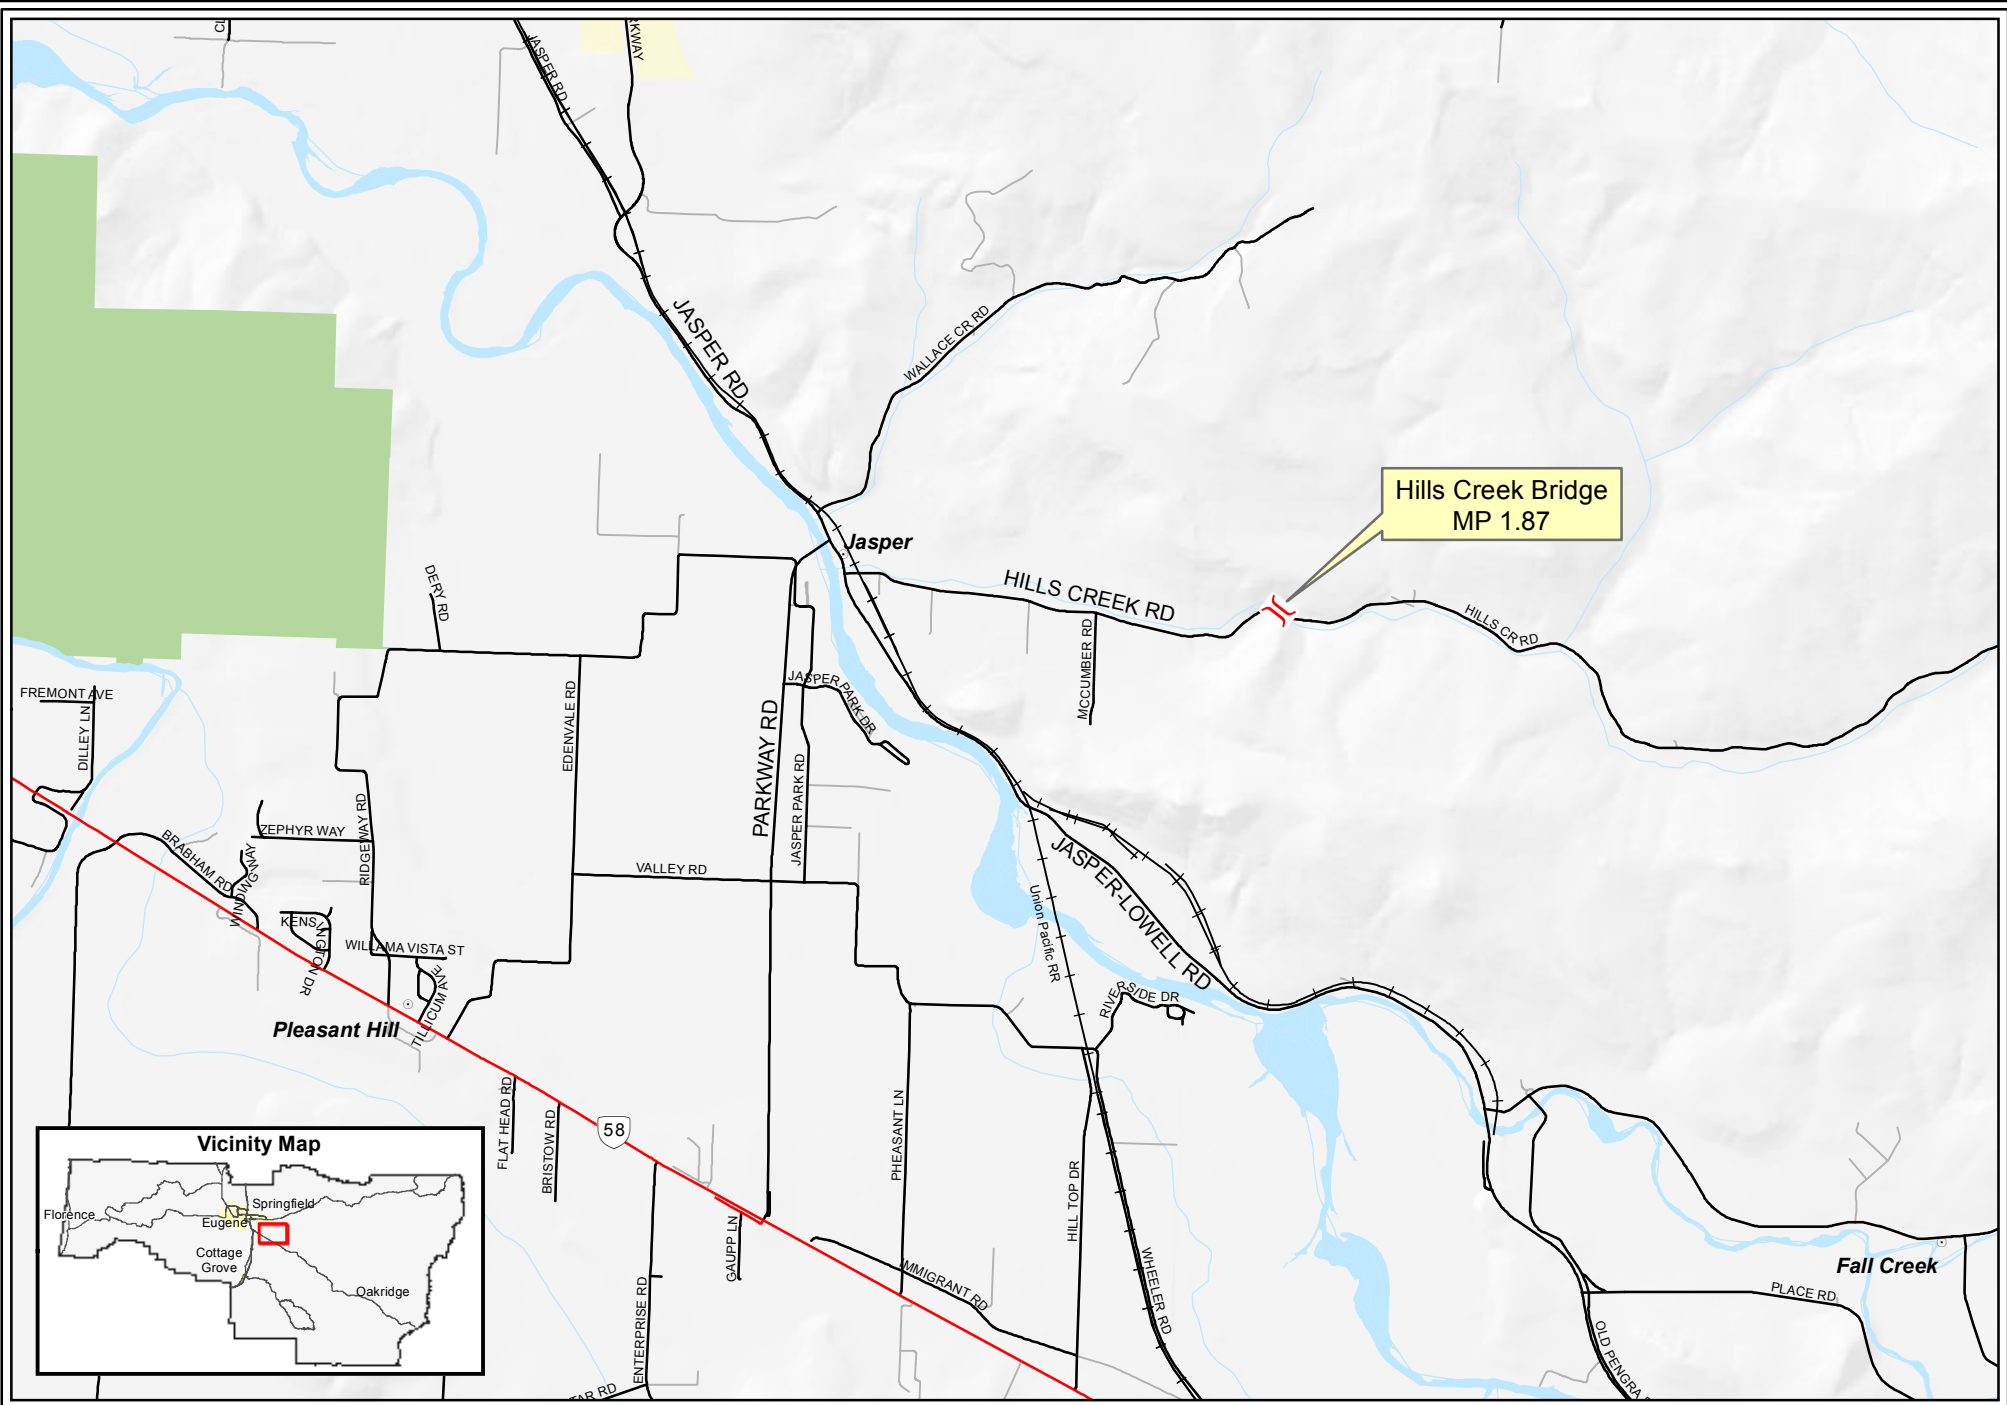 JASPER RD
JASPER RD
WALLACE CR RD
Hills Creek Bridge
MP 1.87
Jasper
HILLS CREEK RD
HILLS CR RD
DERY RD
MCCUMBER RD
FREMONT AVE
DILLEY LN
EDENVALE RD
JASPER PARK DR
PARKWAY RD
JASPER PARK RD
RIDGEWAY RD
ZEPHYR WAY
BRABHAM RD
WINDING WAY
VALLEY RD
JASPER-LOWELL RD
Union Pacific RR
WILLAMA VISTA ST
RIVERSIDE DR
TILLICUM AVE
Pleasant Hill
FLAT HEAD RD
BRISTOW RD
58
PHEASANT LN
HILL TOP DR
GAUPP LN
ENTERPRISE RD
IMMIGRANT RD
WHEELER RD
Fall Creek
PLACE RD
OLD PENGRA
Vicinity Map
Florence
Springfield
Eugene
Cottage
Grove
Oakridge